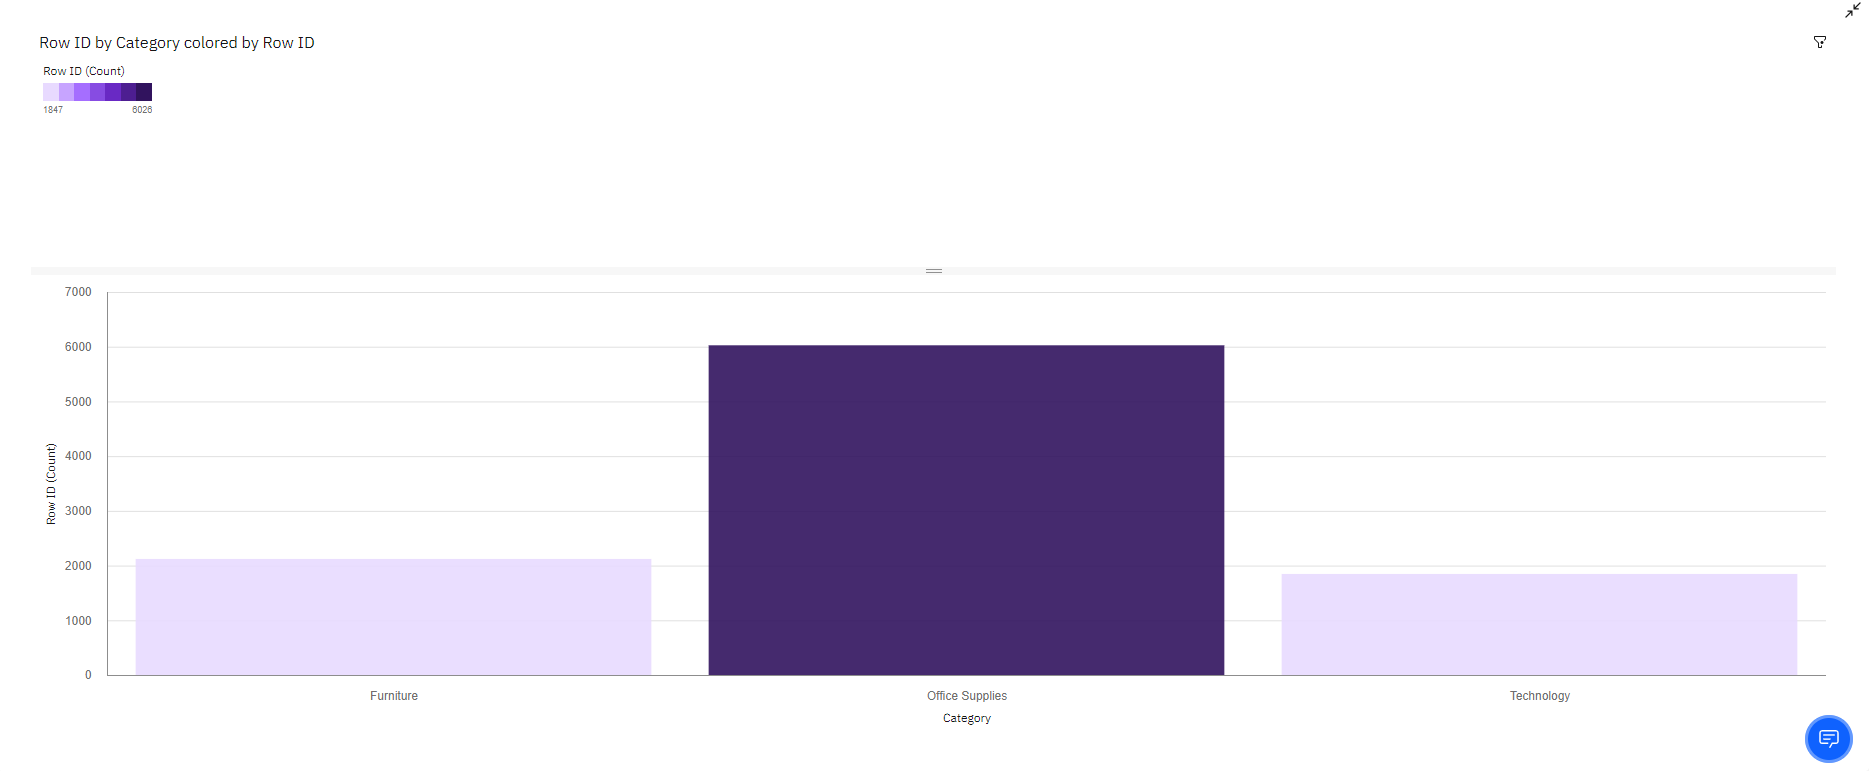 Row ID by Category colored by Row ID
Row ID (Count)
1847 6026
7000
6000
5000
4000
3000
2000
1000
0
Row ID (Count)
Furniture Office Supplies Technology
Category